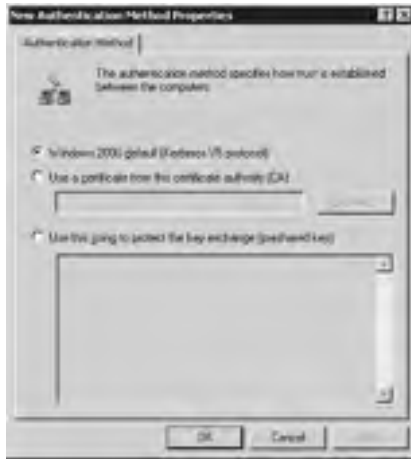 New Authentication Method Properties
Authentication Method
The authentication method specifies how trust is established
between the computers.
Windows 2000 default (Kerberos V5 protocol)
Use a certificate from this certificate authority (CA)
Use this string to protect the key exchange (preshared key)
OK
Cancel